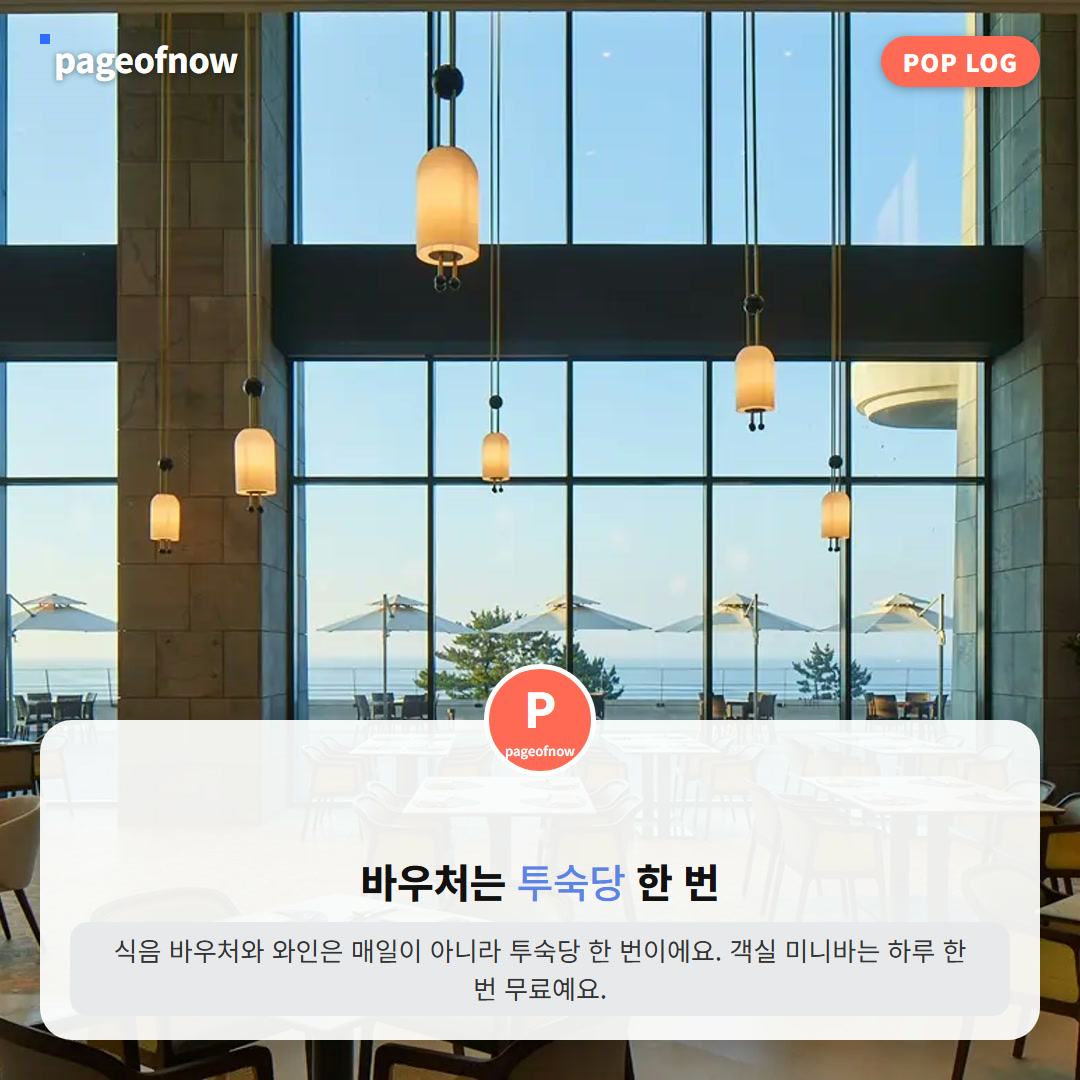 pageofnow
POP LOG
P
pageofnow
바우처는 투숙당 한 번
식음 바우처와 와인은 매일이 아니라 투숙당 한 번이에요. 객실 미니바는 하루 한
번 무료예요.